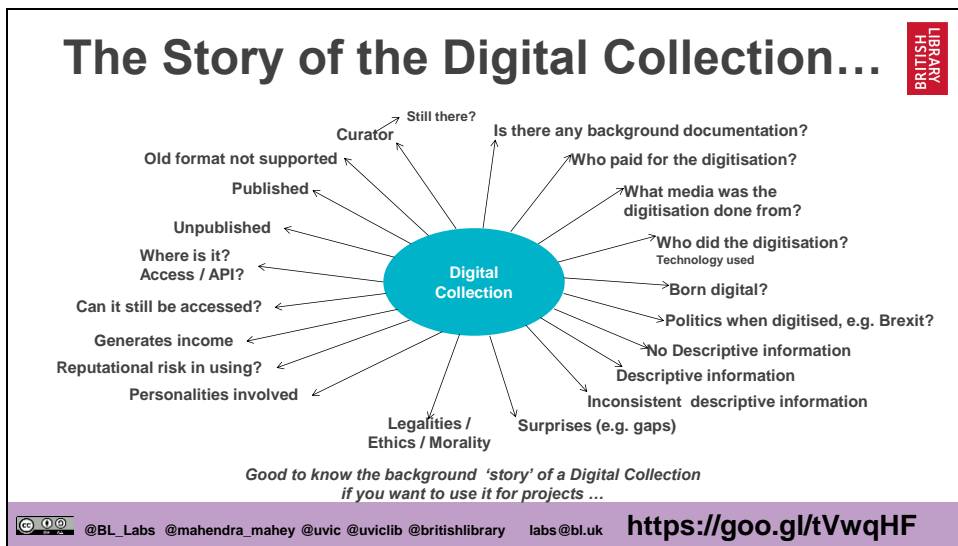 The Story of the Digital Collection…
BRITISH
LIBRARY
Still there?
Curator
Old format not supported
Published
Unpublished
Where is it?
Access / API?
Can it still be accessed?
Generates income
Reputational risk in using?
Personalities involved
Legalities /
Ethics / Morality
Is there any background documentation?
Who paid for the digitisation?
What media was the
digitisation done from?
Who did the digitisation?
Technology used
Born digital?
Politics when digitised, e.g. Brexit?
No Descriptive information
Descriptive information
Inconsistent descriptive information
Surprises (e.g. gaps)
Digital
Collection
Good to know the background ‘story’ of a Digital Collection
if you want to use it for projects …
cc @BL_Labs @mahendra_mahey @uvic @uviclib @britishlibrary labs@bl.uk https://goo.gl/tVwqHF